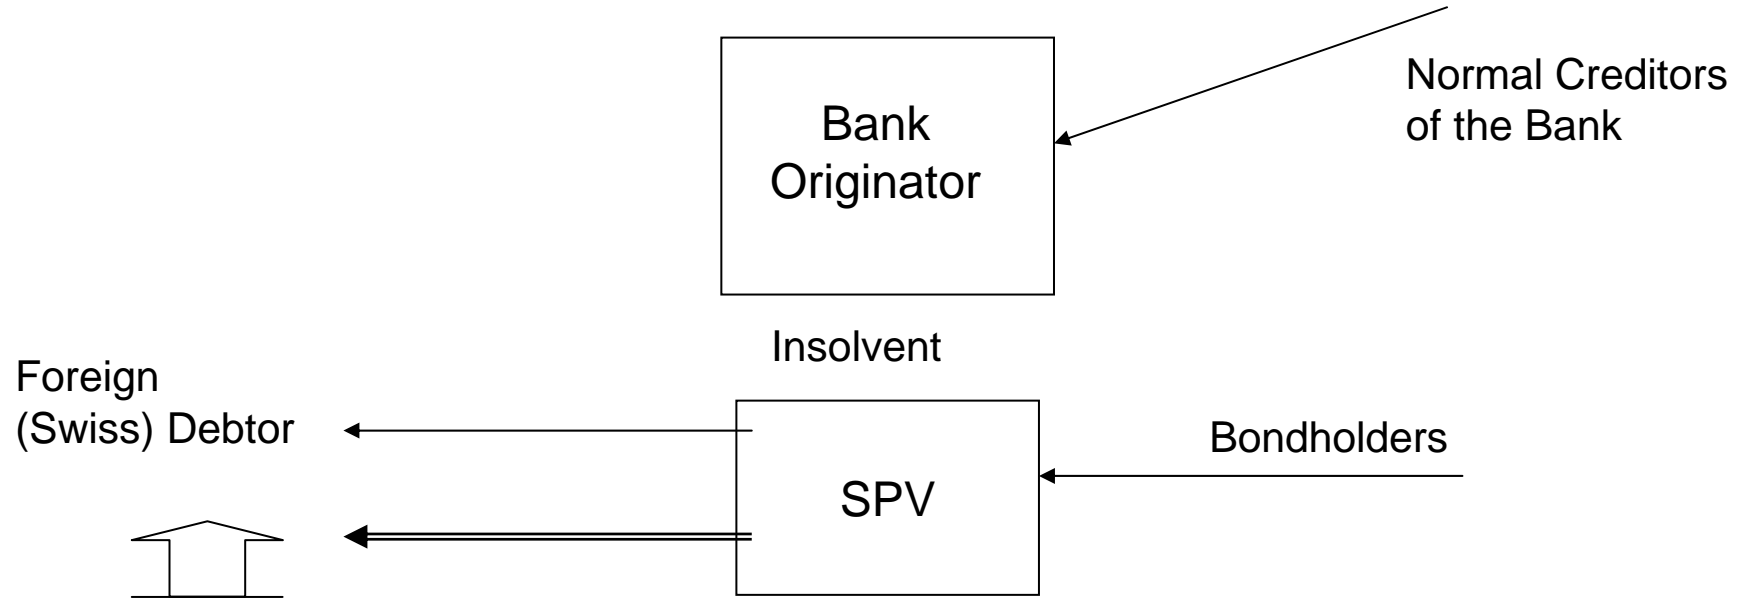 Normal Creditors
of the Bank
Bank
Originator
Insolvent
Foreign
(Swiss) Debtor
Bondholders
SPV